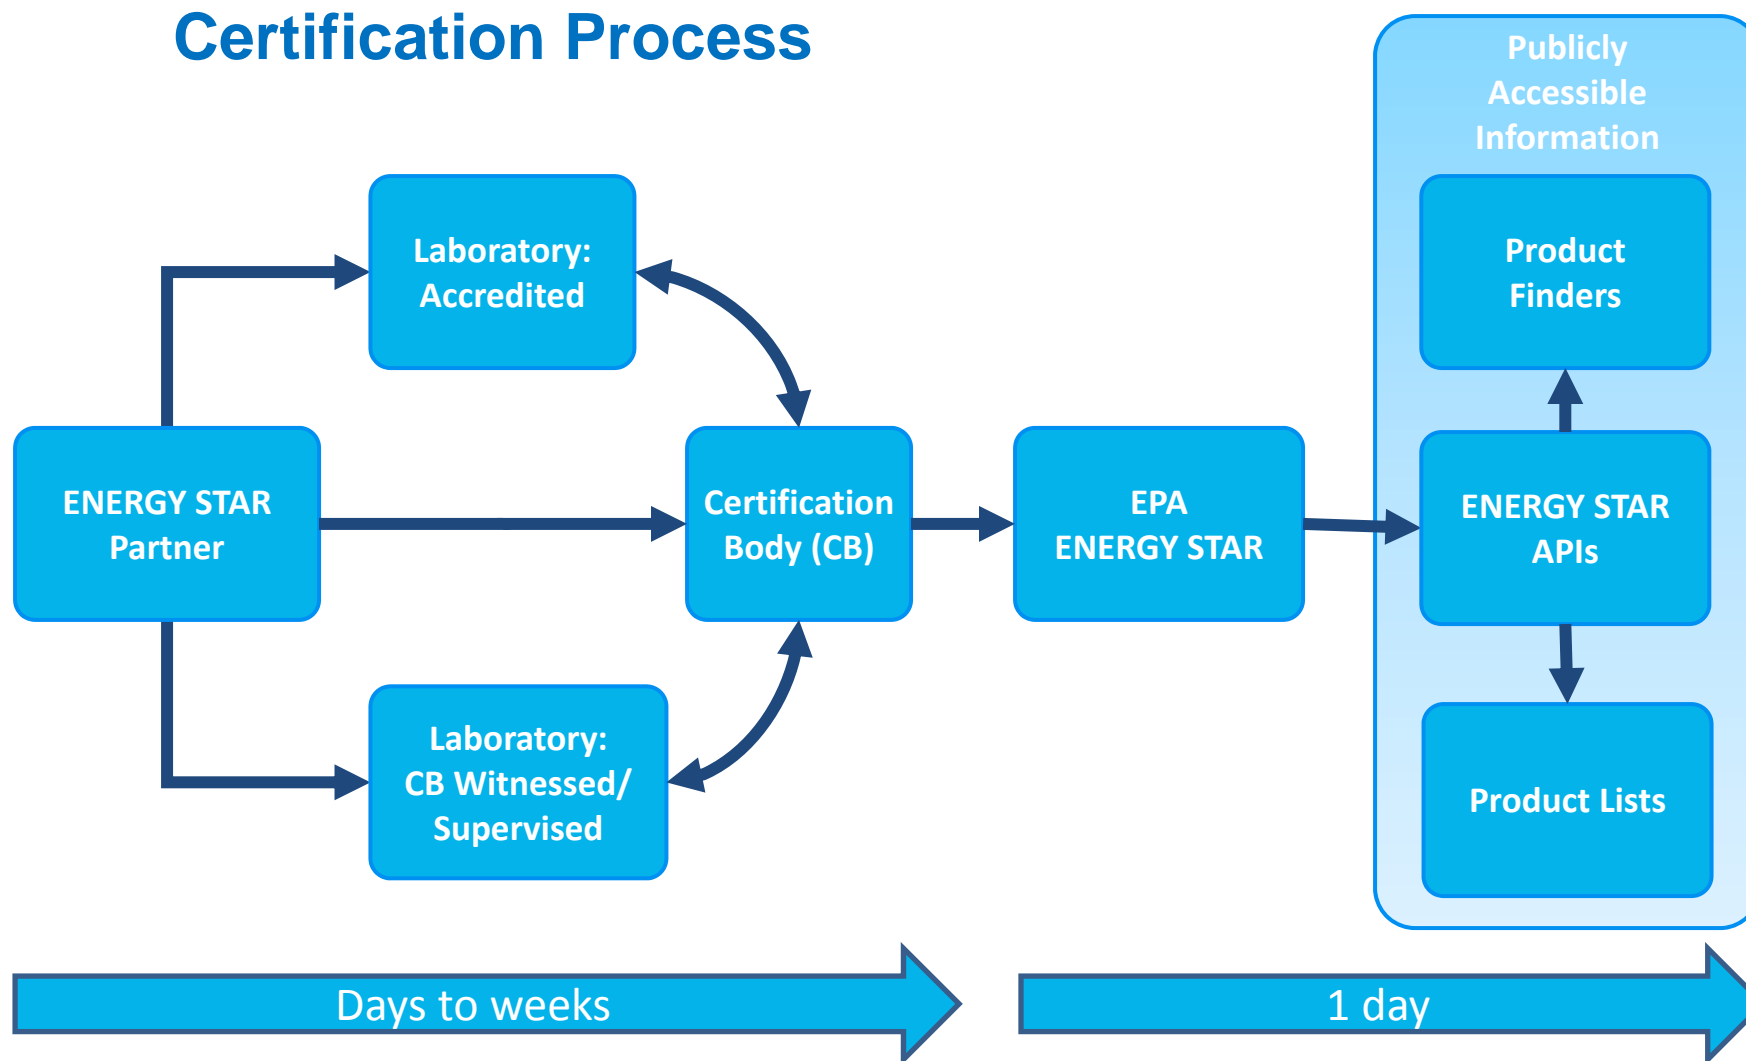 Certification Process
Publicly
Accessible
Information
Laboratory:
Accredited
Product
Finders
ENERGY STAR
Partner
Certification
Body (CB)
EPA
ENERGY STAR
ENERGY STAR
APIs
Laboratory:
CB Witnessed/
Supervised
Product Lists
Days to weeks
1 day